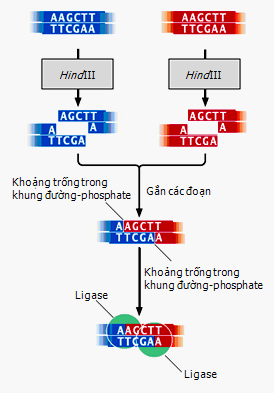 AAGCTT
TTCGAA
AAGCTT
TTCGAA
HindIII
HindIII
AGCTT
A A
TTCGA
AGCTT
A A
TTCGA
Khoảng trống trong
khung đường-phosphate
Gắn các đoạn
AAGCTT
TTCGAA
Khoảng trống trong
khung đường-phosphate
Ligase
AAGCTT
TTCGAA
Ligase